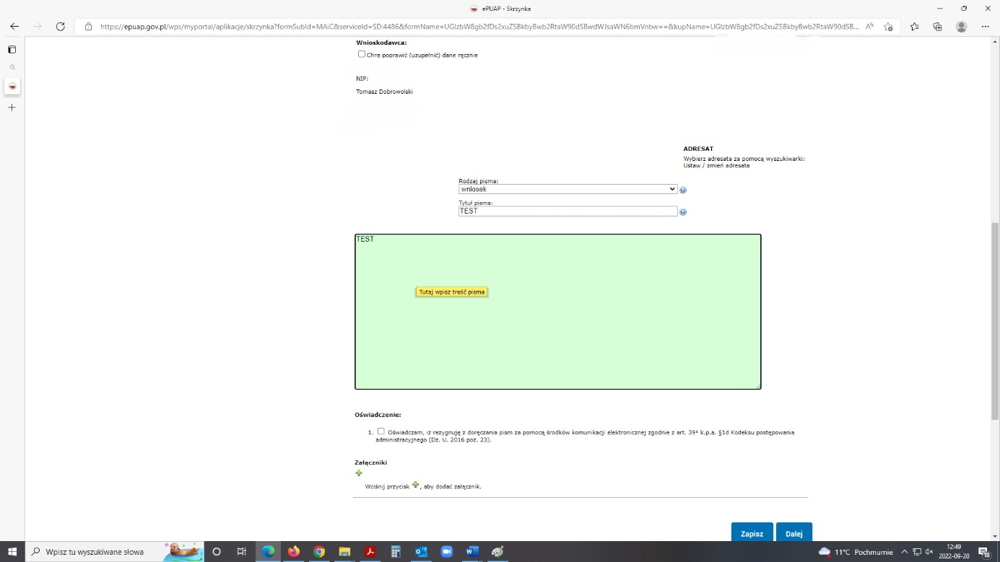 ePUAP - Skrzynka
https://epuap.gov.pl/wps/myportal/aplikacje/skrzynka?formSubId=MAiC&serviceId=SD:4486&formName=UGlzbW8gb2fDs2xuZSBkbyBwb2RtaW90dSBwdWJsaWN6bmVnbw==&kupName=UGlzbW8gb2fDs2xuZSBkbyBwb2RtaW90dSB...
Wnioskodawca:
Chcę poprawić (uzupełnić) dane ręcznie
NIP:
Tomasz Dobrowolski
ADRESAT
Wybierz adresata za pomocą wyszukiwarki:
Ustaw / zmień adresata
Rodzaj pisma:
wniosek
Tytuł pisma:
TEST
TEST
Tutaj wpisz treść pisma
Oświadczenie:
1. Oświadczam, iż rezygnuję z doręczania pism za pomocą środków komunikacji elektronicznej zgodnie z art. 39¹ k.p.a. §1d Kodeksu postępowania
administracyjnego (Dz. U. 2016 poz. 23).
Załączniki
Wciśnij przycisk , aby dodać załącznik.
Zapisz Dalej
Wpisz tu wyszukiwane słowa
11°C Pochmurnie
12:49
2022-09-20
18